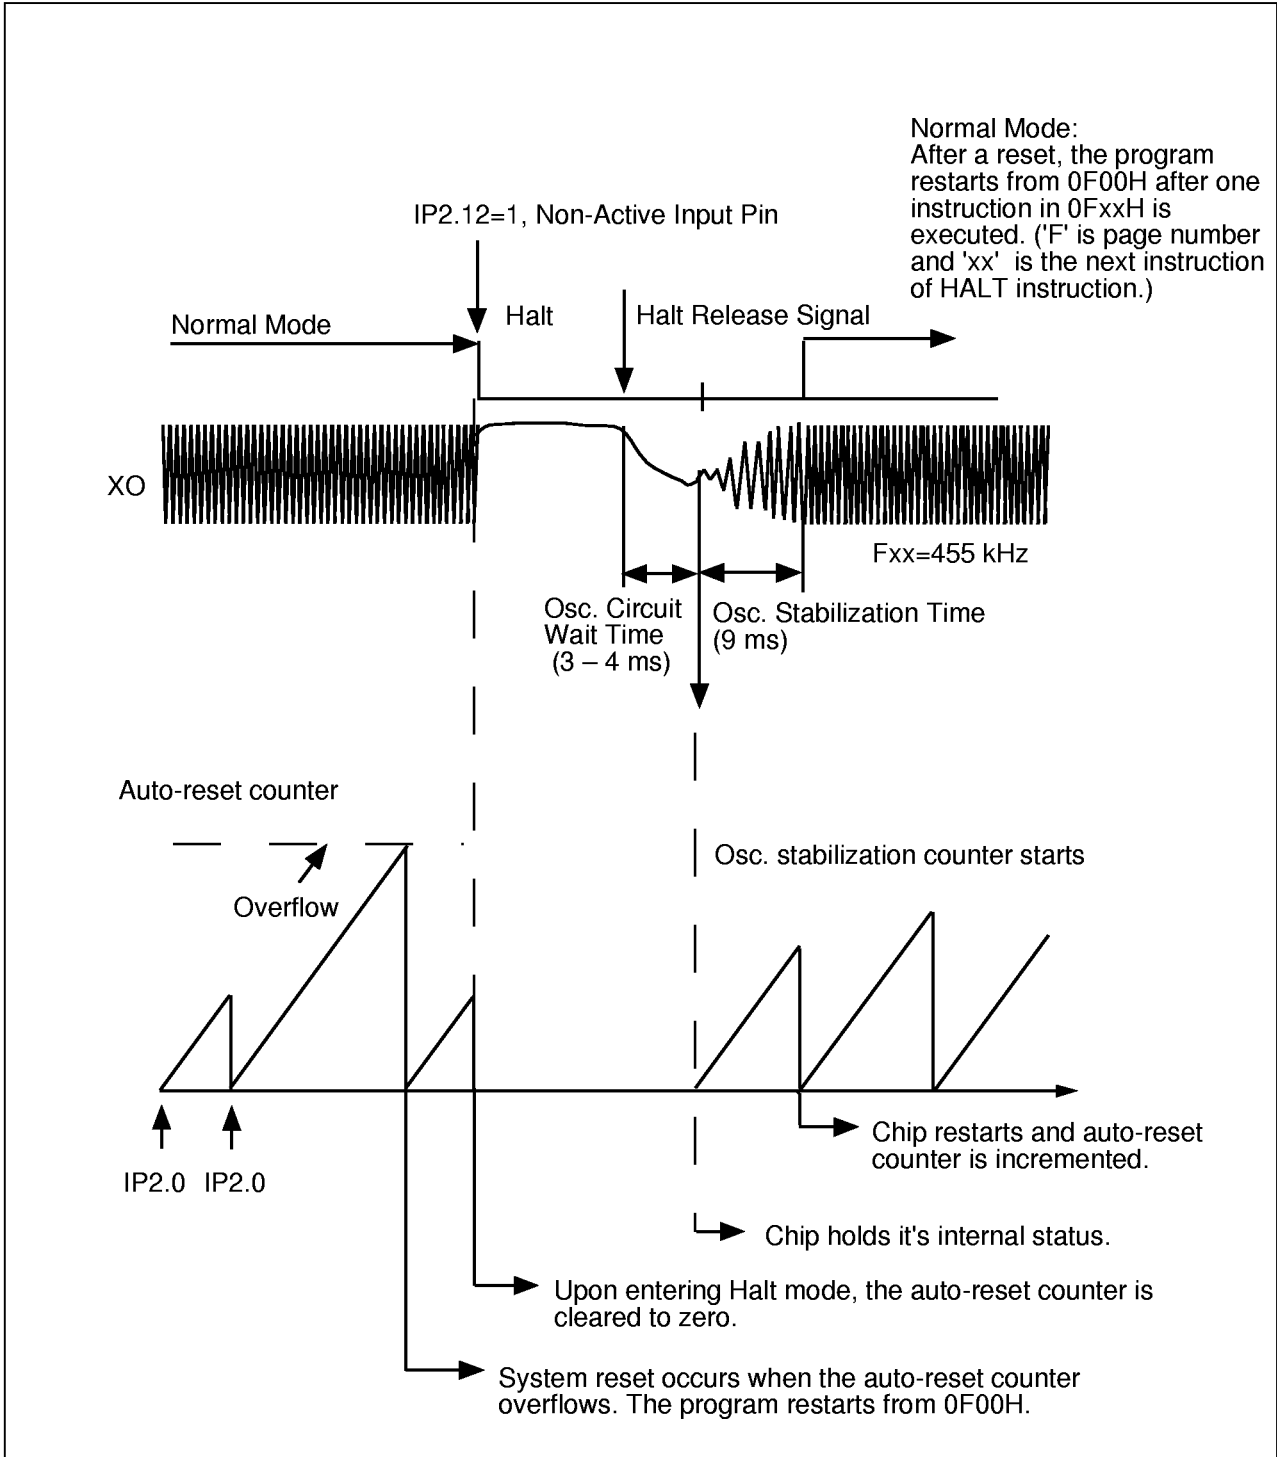 Normal Mode:
After a reset, the program
restarts from 0F00H after one
instruction in 0FxxH is
executed. ('F' is page number
and 'xx' is the next instruction
of HALT instruction.)
IP2.12=1, Non-Active Input Pin
Normal Mode
Halt
Halt Release Signal
XO
Fxx=455 kHz
Osc. Circuit
Wait Time
(3 – 4 ms)
Osc. Stabilization Time
(9 ms)
Auto-reset counter
Overflow
Osc. stabilization counter starts
IP2.0 IP2.0
Chip restarts and auto-reset
counter is incremented.
Chip holds it's internal status.
Upon entering Halt mode, the auto-reset counter is
cleared to zero.
System reset occurs when the auto-reset counter
overflows. The program restarts from 0F00H.